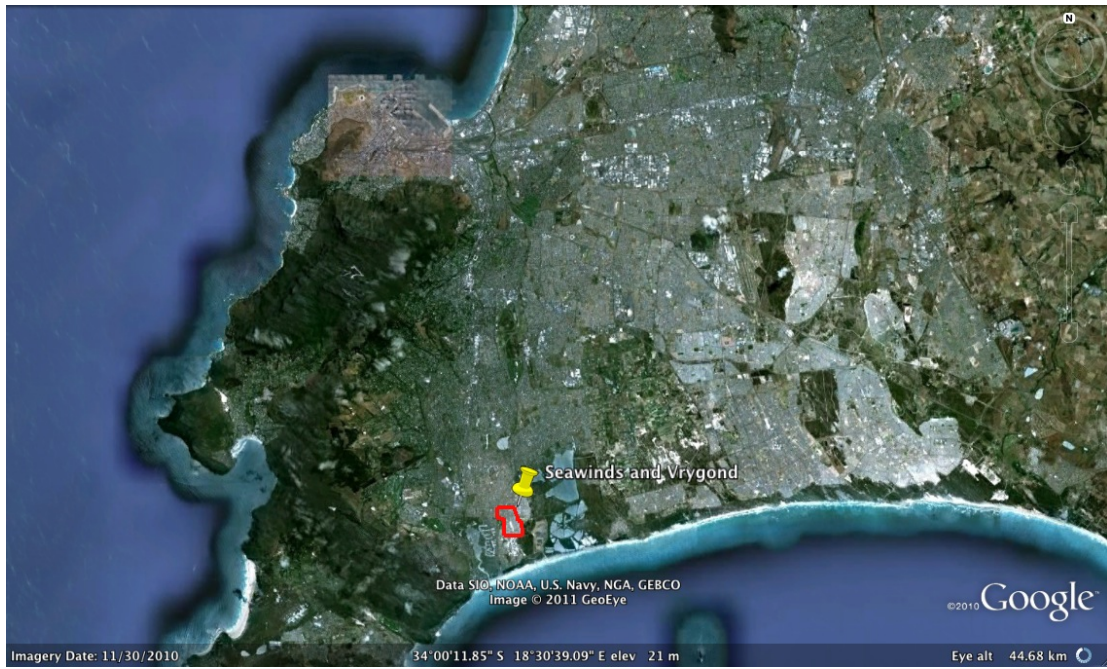 N
Seawinds and Vrygond
Data SIO, NOAA, U.S. Navy, NGA, GEBCO
Image © 2011 GeoEye
©2010 Google™
Imagery Date: 11/30/2010 34°00'11.85" S 18°30'39.09" E elev 21 m Eye alt 44.68 km